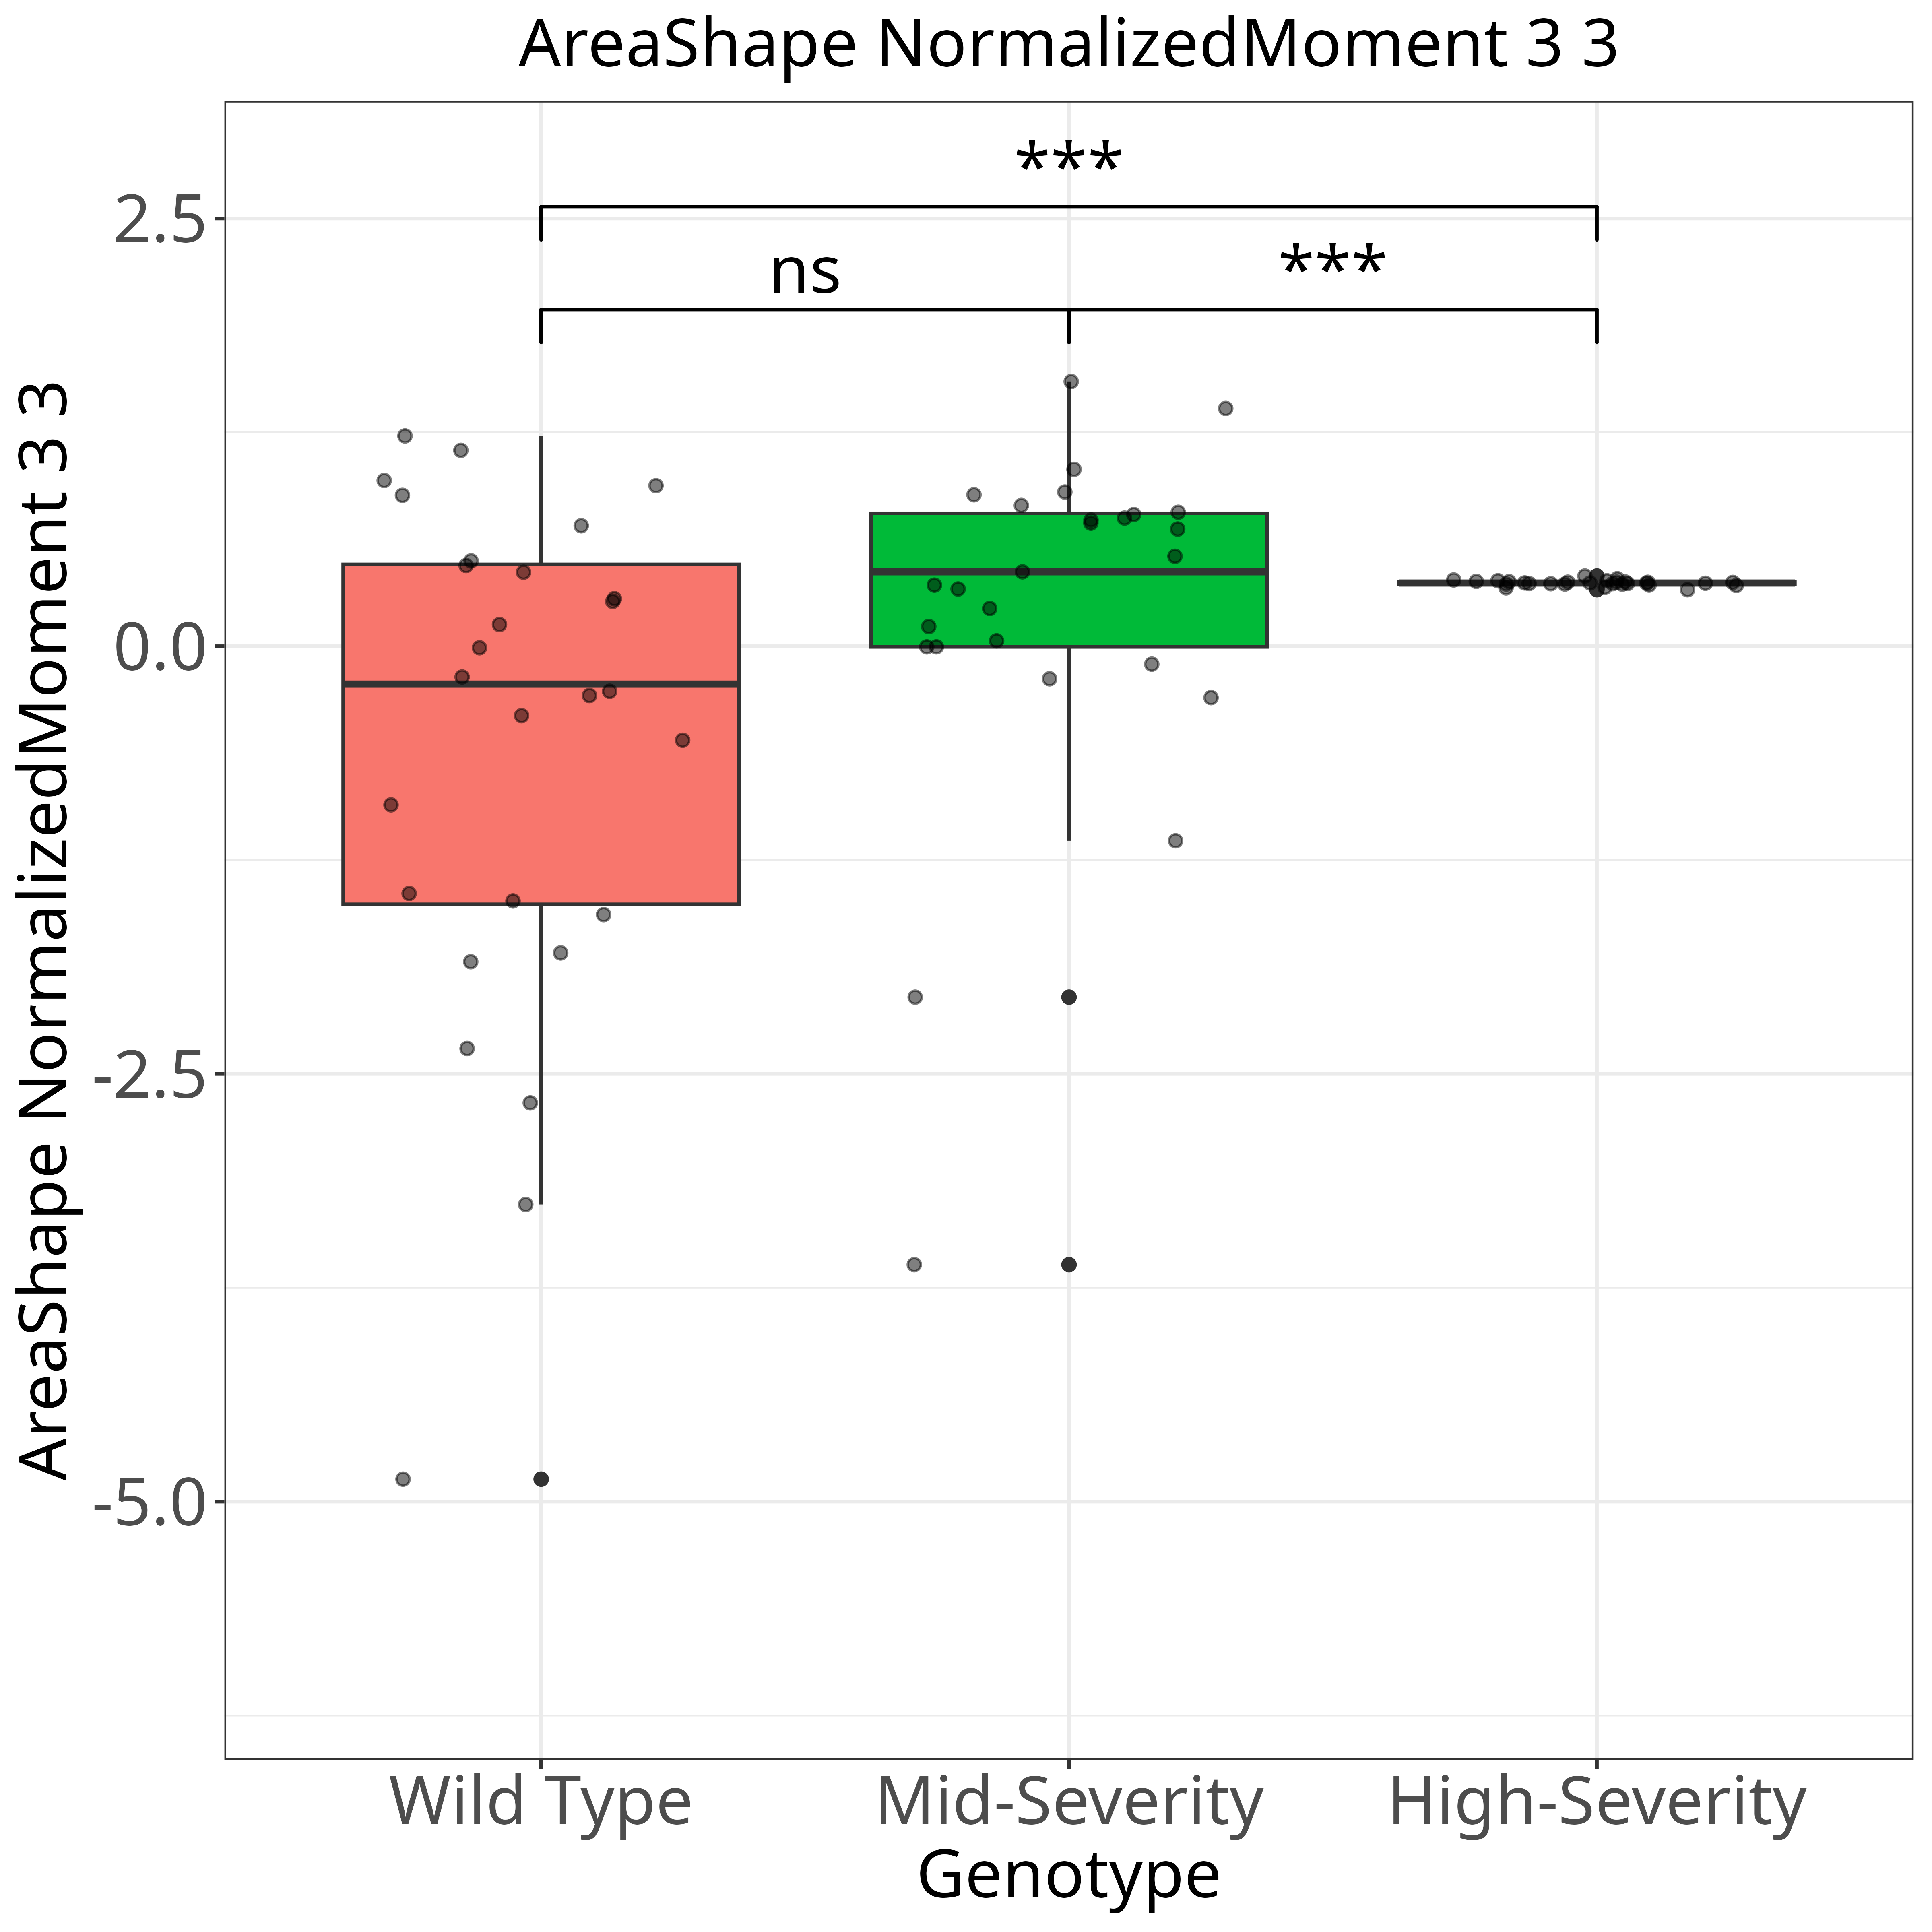 AreaShape NormalizedMoment 3 3
***
ns
***
2.5
0.0
-2.5
-5.0
AreaShape NormalizedMoment 3 3
Wild Type
Mid-Severity
High-Severity
Genotype